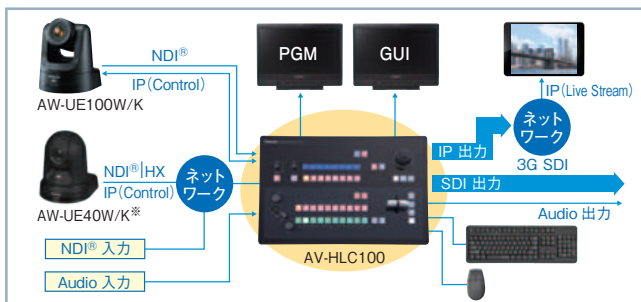 NDI®
IP(Control)
AW-UE100W/K
PGM
GUI
IP(Live Stream)
ネット
ワーク
3G SDI
IP 出力
SDI 出力
Audio 出力
NDI®|HX
IP(Control)
AW-UE40W/K※
ネット
ワーク
NDI® 入力
Audio 入力
AV-HLC100